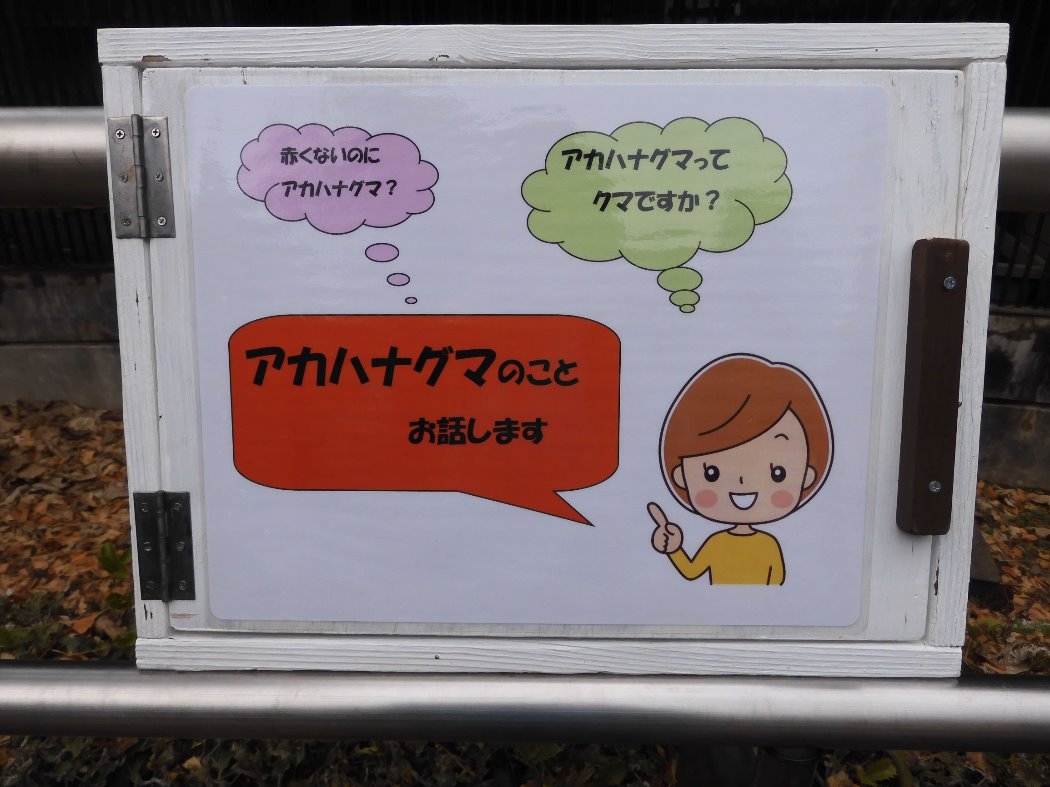 赤くないのに
アカハナグマ？
アカハナグマって
クマですか？
アカハナグマのこと
お話します